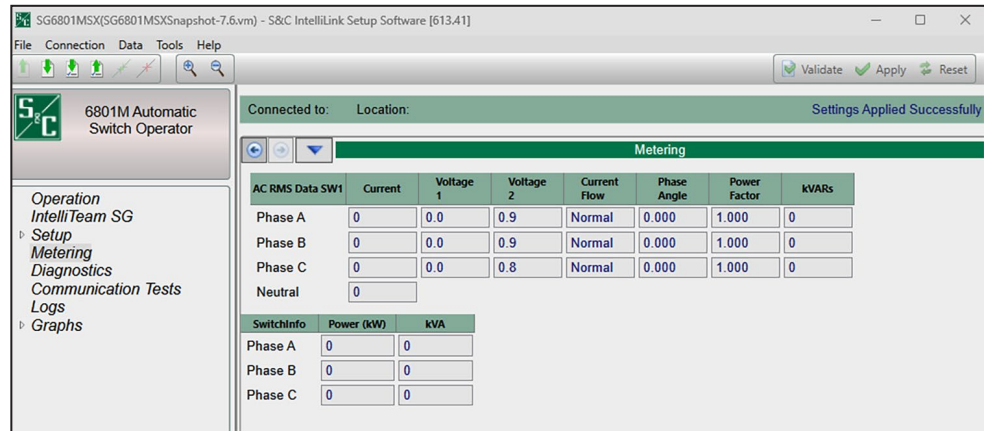 SG6801MSX(SG6801MSXSnapshot-7.6.vm) - S&C IntelliLink Setup Software [613.41]
File Connection Data Tools Help
Validate Apply Reset
S&C
6801M Automatic
Switch Operator
Connected to: Location: Settings Applied Successfully
Metering
Operation
IntelliTeam SG
Setup
Metering
Diagnostics
Communication Tests
Logs
Graphs
AC RMS Data SW1 Current Voltage 1 Voltage 2 Current Flow Phase Angle Power Factor kVARs
Phase A 0 0.0 0.9 Normal 0.000 1.000 0
Phase B 0 0.0 0.9 Normal 0.000 1.000 0
Phase C 0 0.0 0.8 Normal 0.000 1.000 0
Neutral 0
SwitchInfo Power (kW) kVA
Phase A 0 0
Phase B 0 0
Phase C 0 0